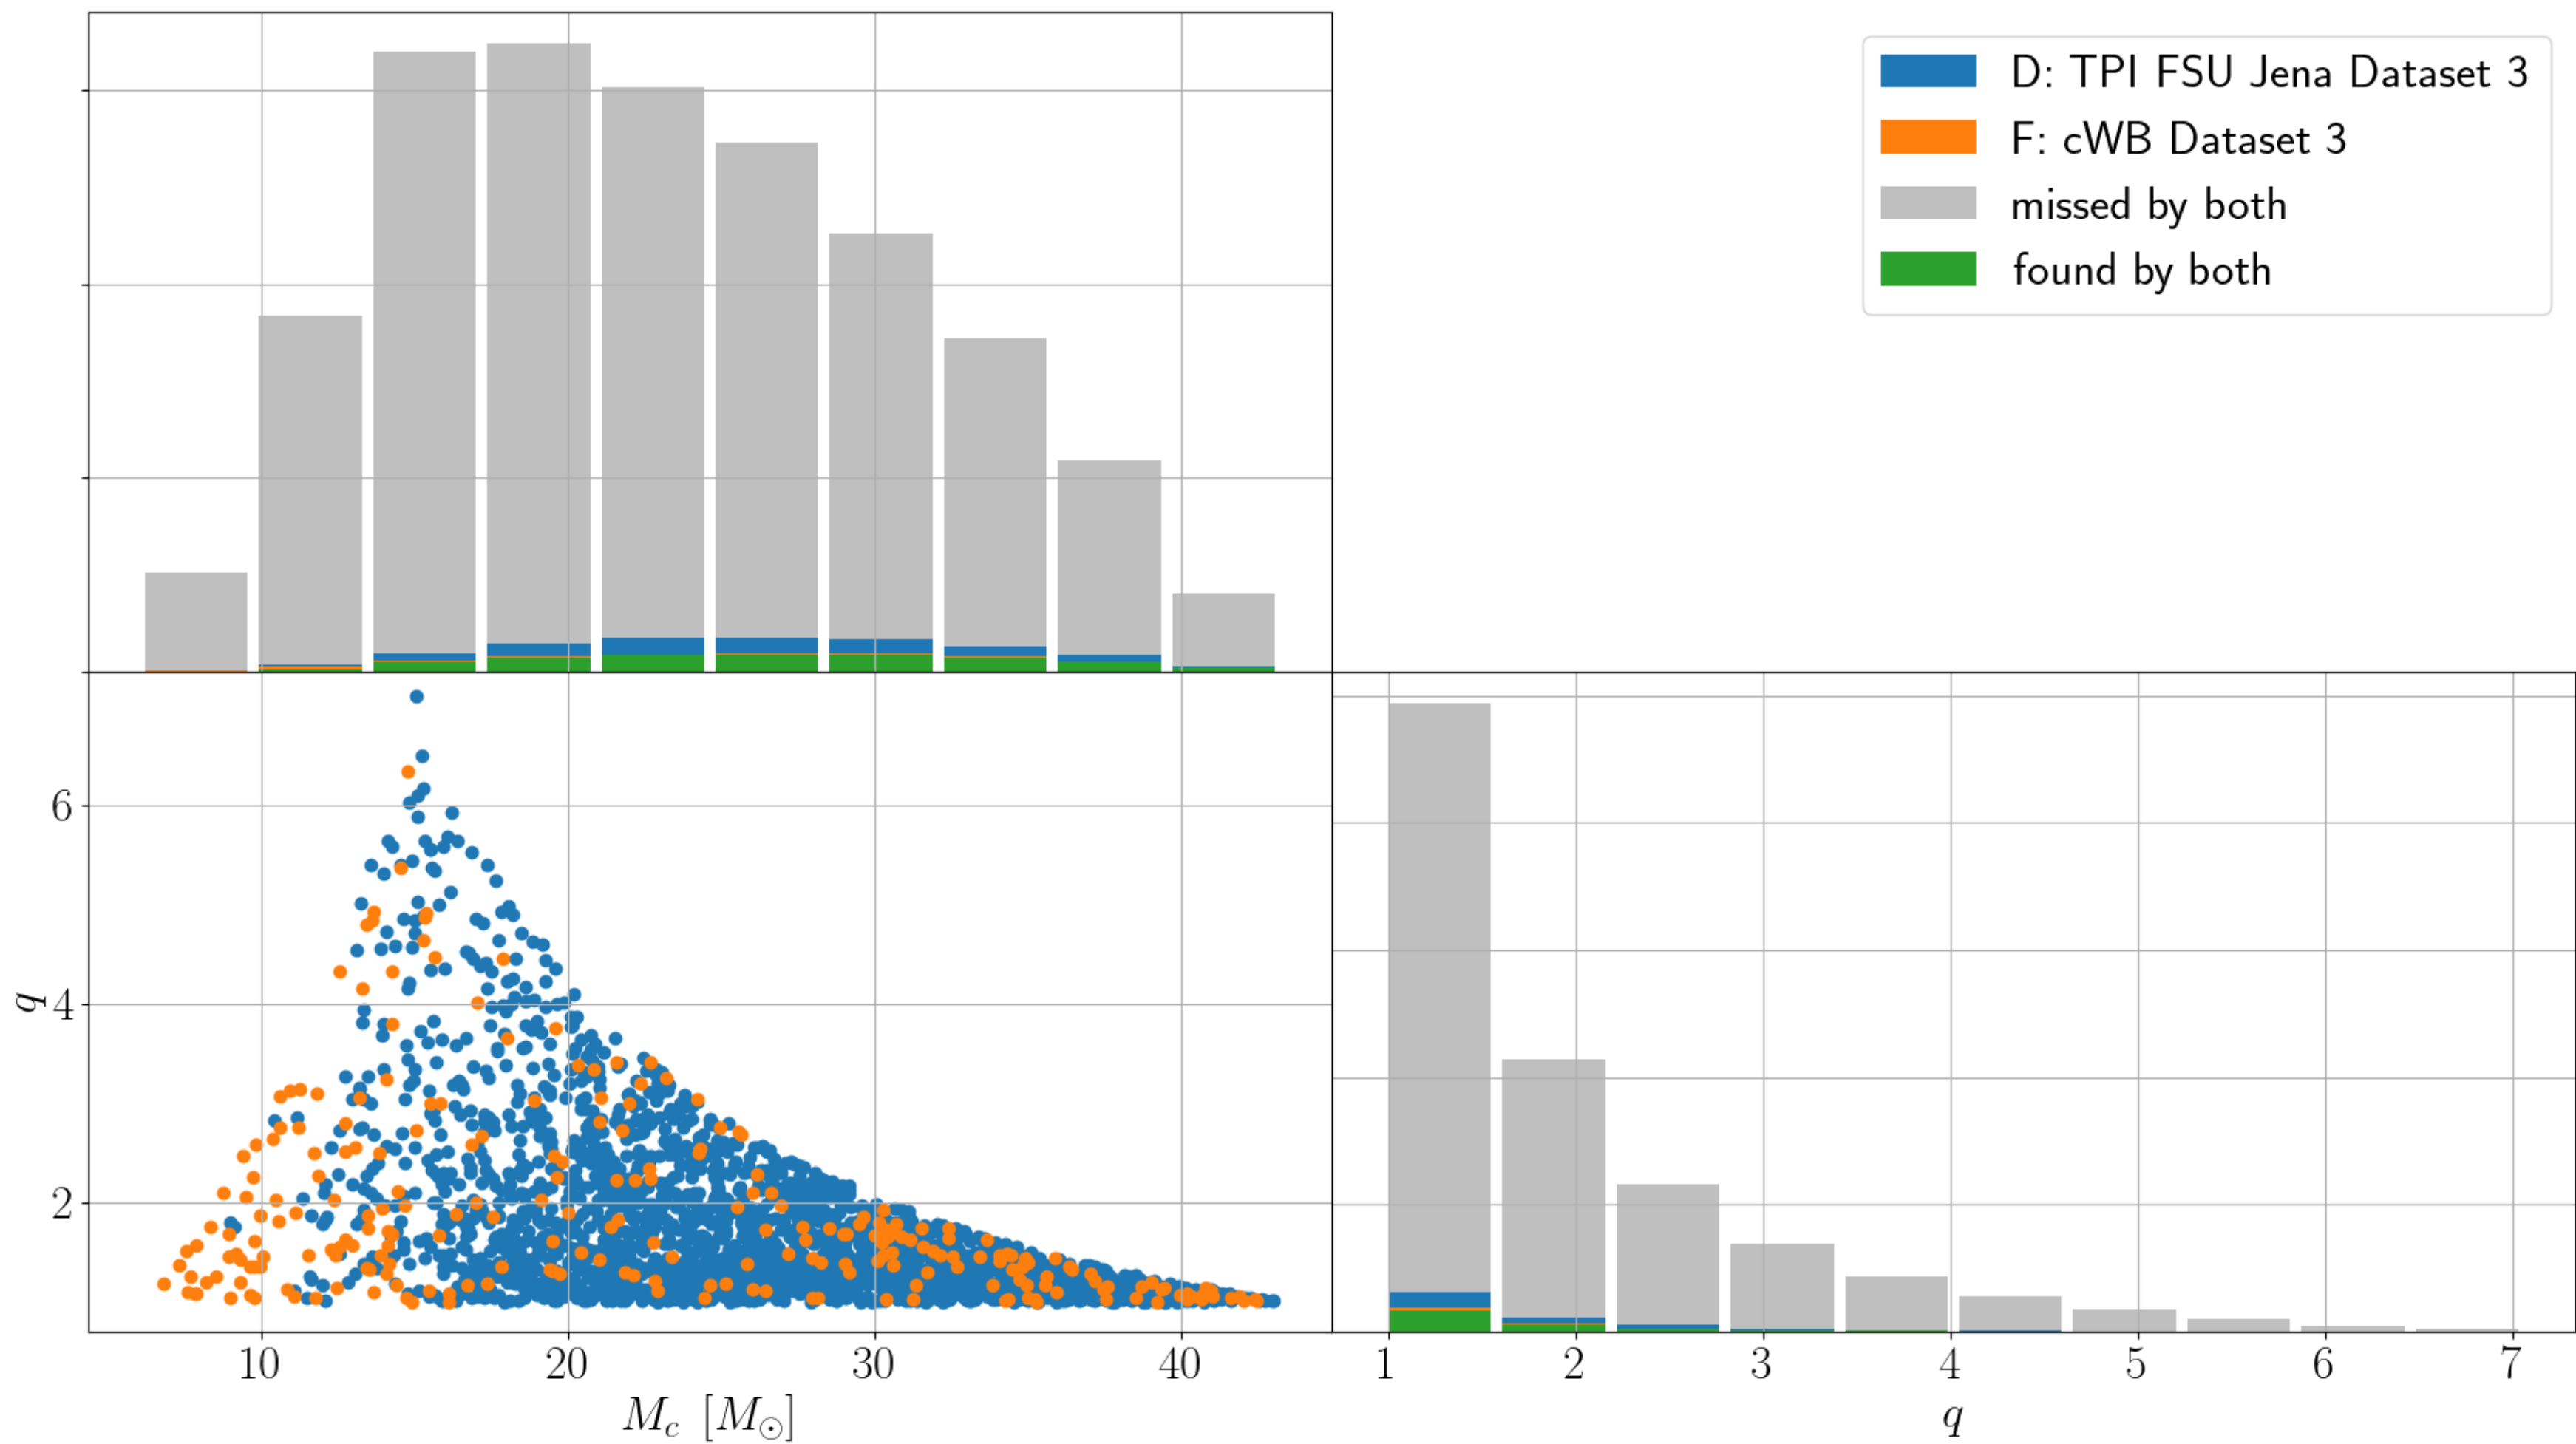 D: TPI FSU Jena Dataset 3
F: cWB Dataset 3
missed by both
found by both
6
4
2
q
10 20 30 40
M_c [M_⊙]
1 2 3 4 5 6 7
q